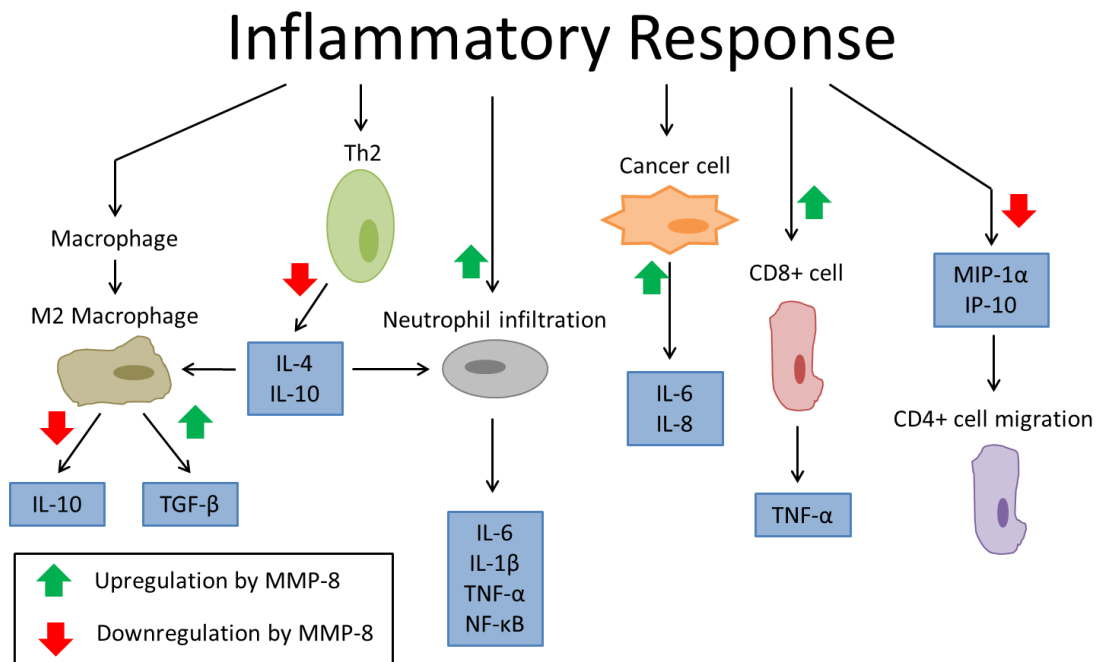 Inflammatory Response
Th2
Cancer cell
Macrophage
CD8+ cell
MIP-1α
IP-10
M2 Macrophage
Neutrophil infiltration
IL-4
IL-10
IL-6
IL-8
CD4+ cell migration
IL-10
TGF-β
TNF-α
IL-6
IL-1β
TNF-α
NF-κB
Upregulation by MMP-8
Downregulation by MMP-8